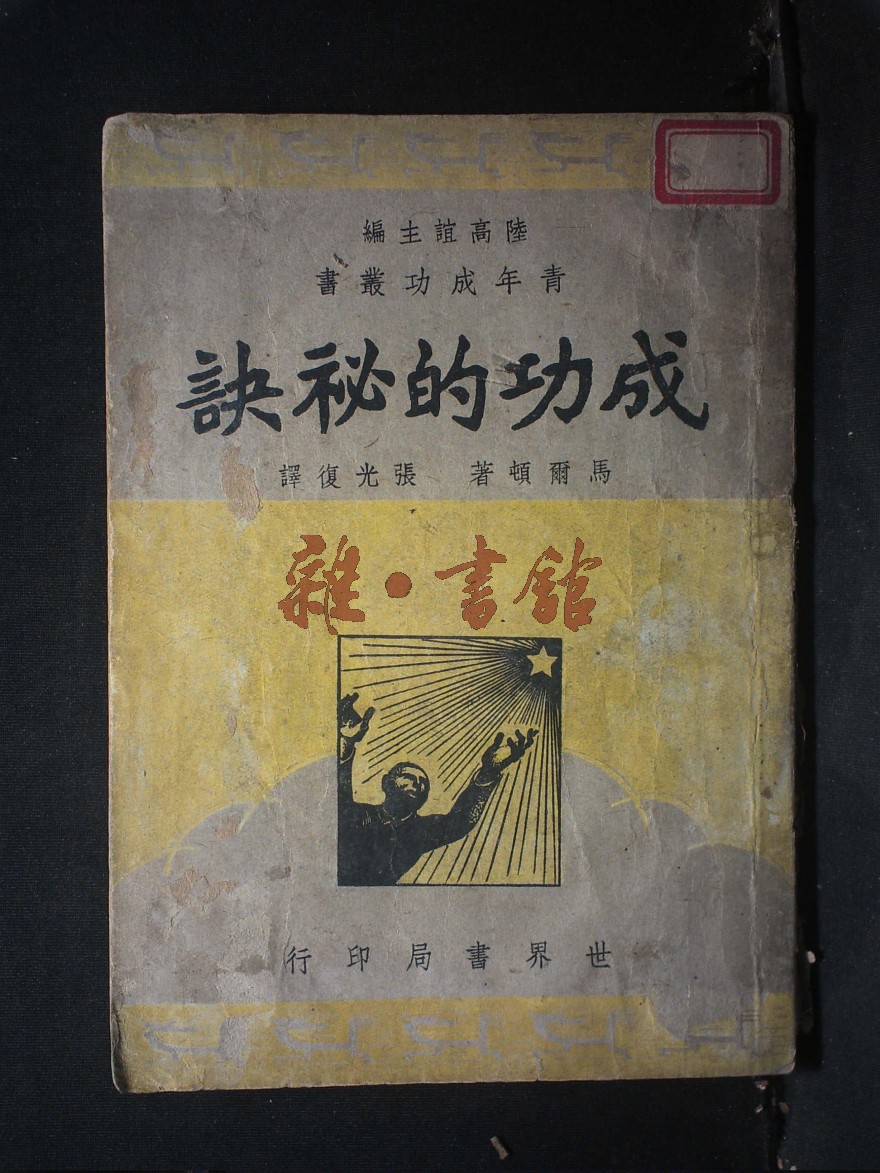 陸高誼主編
青年成功叢書
成功的祕訣
馬爾頓著 張光復譯
雜·書館
世界書局印行